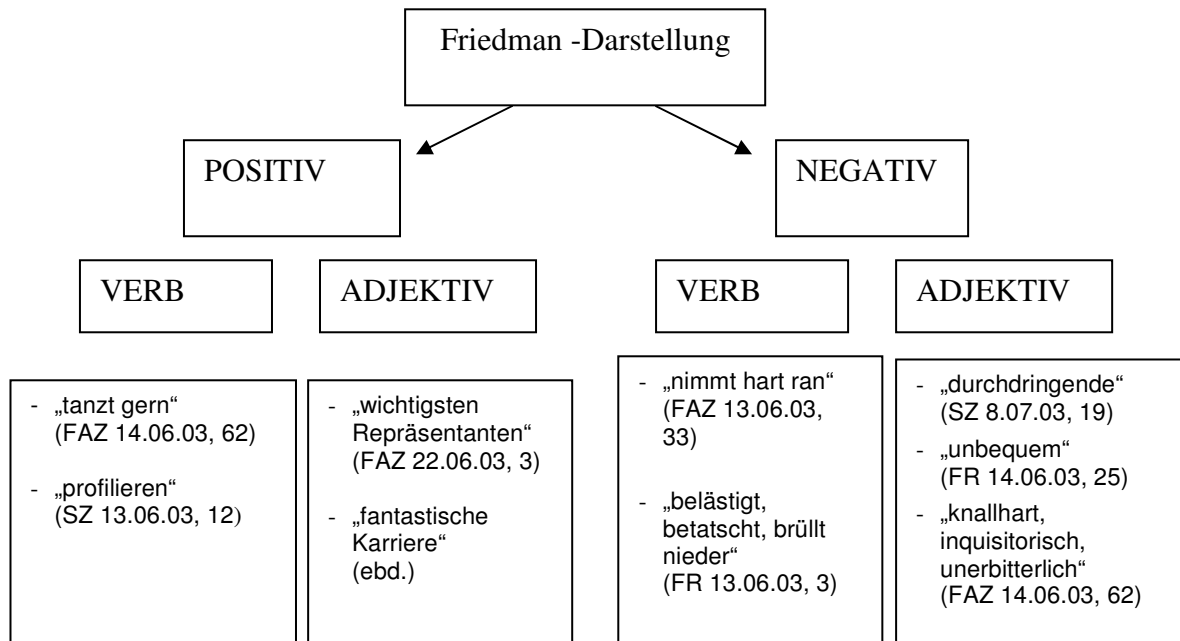 Friedman -Darstellung
POSITIV
NEGATIV
VERB
ADJEKTIV
VERB
ADJEKTIV
- „tanzt gern“
(FAZ 14.06.03, 62)
- „profilieren“
(SZ 13.06.03, 12)
- „wichtigsten
Repräsentanten“
(FAZ 22.06.03, 3)
- „fantastische
Karriere“
(ebd.)
- „nimmt hart ran“
(FAZ 13.06.03,
33)
- „belästigt,
betatscht, brüllt
nieder“
(FR 13.06.03, 3)
- „durchdringende“
(SZ 8.07.03, 19)
- „unbequem“
(FR 14.06.03, 25)
- „knallhart,
inquisitorisch,
unerbitterlich“
(FAZ 14.06.03, 62)